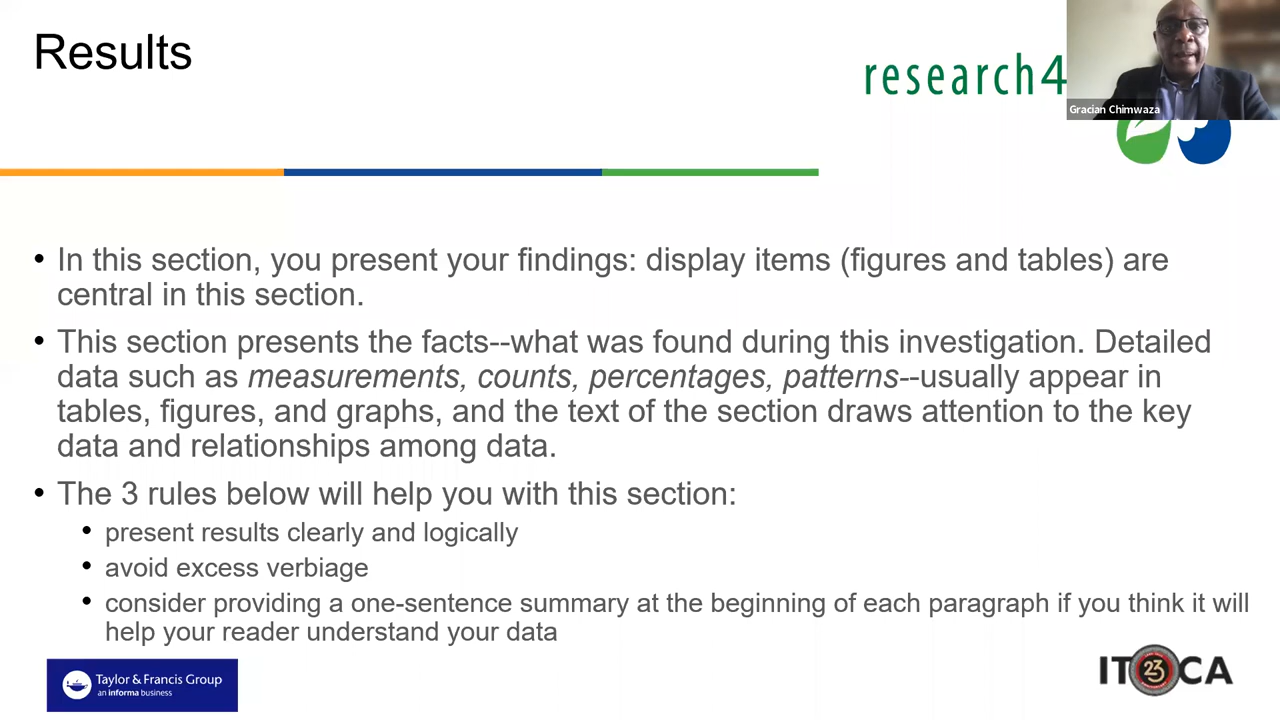 Results
research4
Gracian Chimwaza
• In this section, you present your findings: display items (figures and tables) are
central in this section.
• This section presents the facts--what was found during this investigation. Detailed
data such as measurements, counts, percentages, patterns--usually appear in
tables, figures, and graphs, and the text of the section draws attention to the key
data and relationships among data.
• The 3 rules below will help you with this section:
• present results clearly and logically
• avoid excess verbiage
• consider providing a one-sentence summary at the beginning of each paragraph if you think it will
help your reader understand your data
Taylor & Francis Group
an informa business
IT23CA